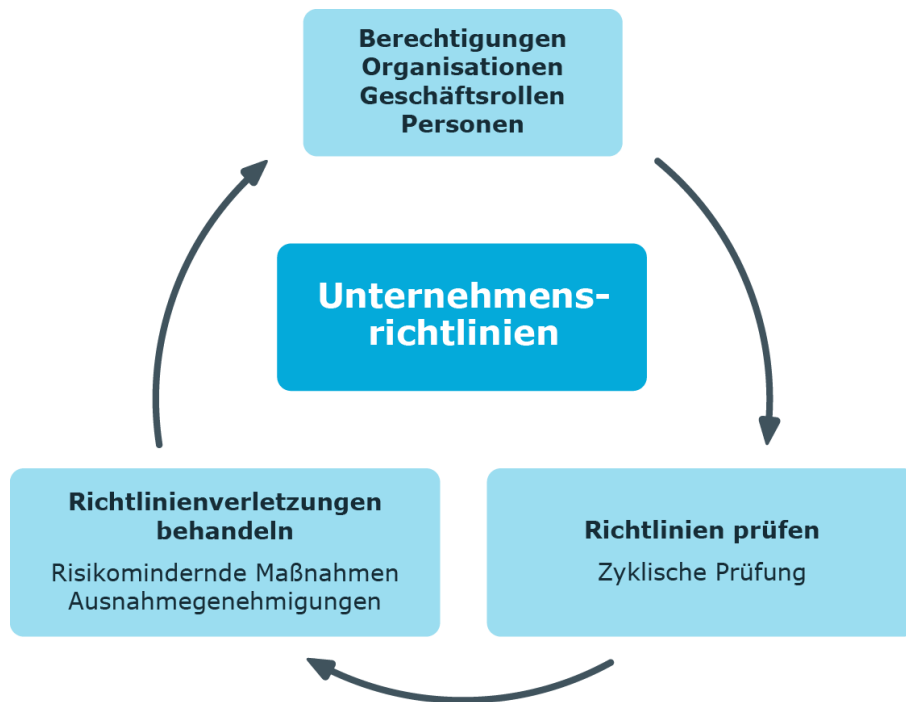 Berechtigungen
Organisationen
Geschäftsrollen
Personen
Unternehmens-
richtlinien
Richtlinienverletzungen
behandeln
Risikomindernde Maßnahmen
Ausnahmegenehmigungen
Richtlinien prüfen
Zyklische Prüfung